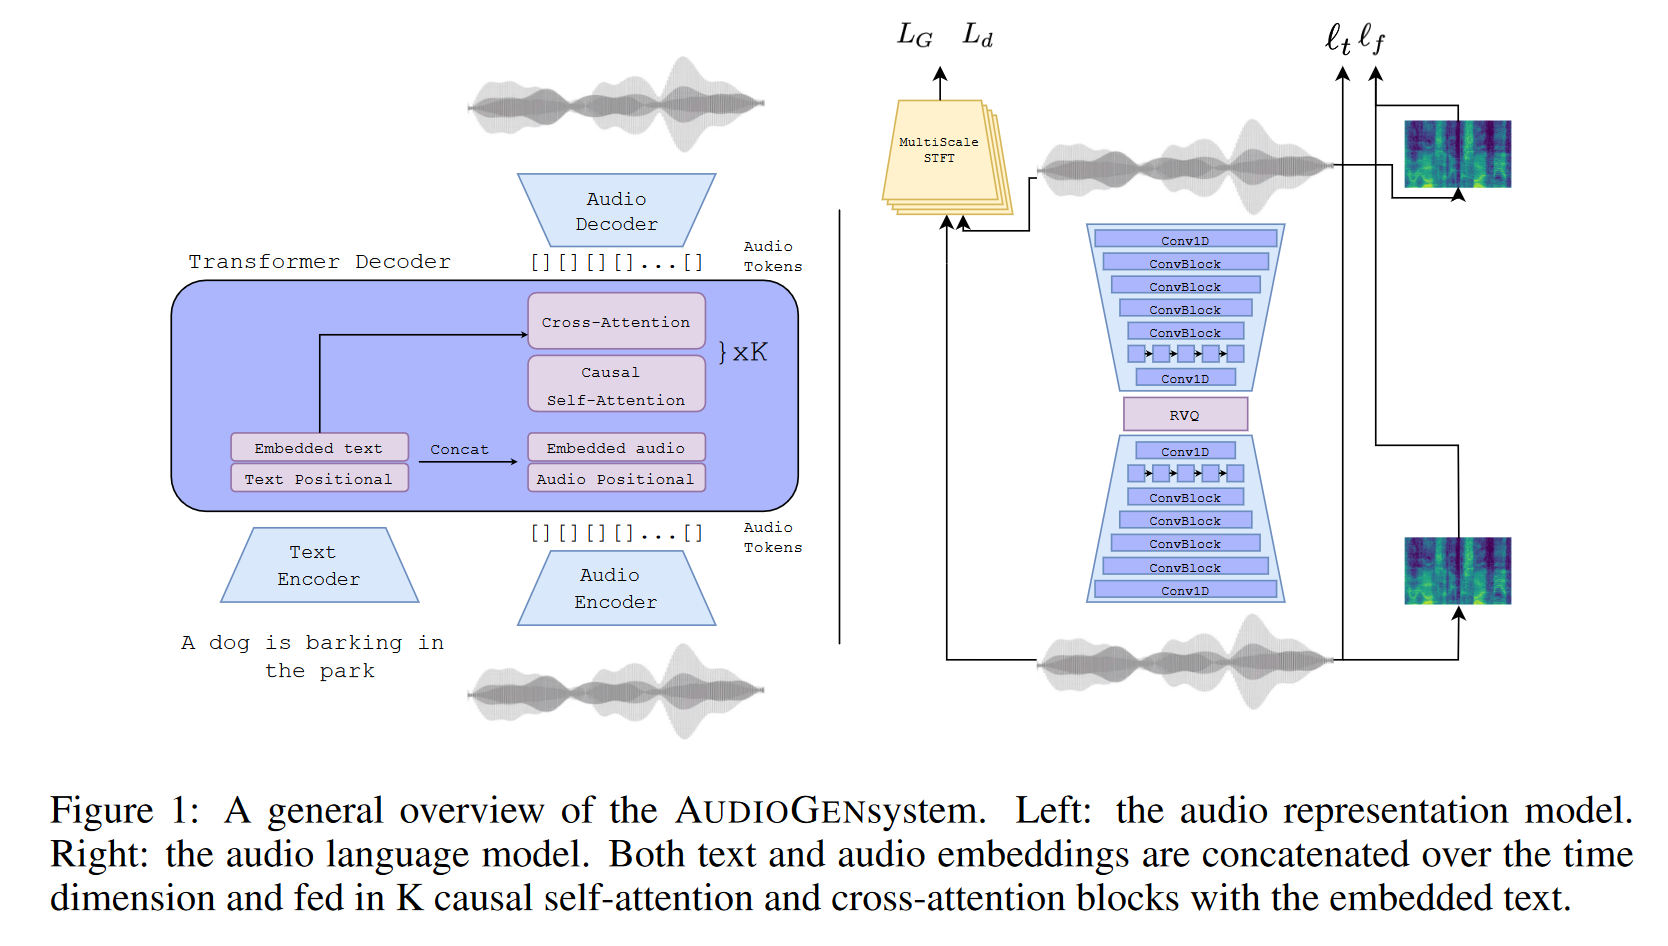 Audio
Decoder
Transformer Decoder
[][][][]...[]
Audio
Tokens
Cross-Attention
}xK
Causal
Self-Attention
Embedded text
Concat
Embedded audio
Text Positional
Audio Positional
[][][][]...[]
Audio
Tokens
Text
Encoder
Audio
Encoder
A dog is barking in
the park
L_G L_d
ℓ_t ℓ_f
MultiScale
STFT
Conv1D
ConvBlock
ConvBlock
ConvBlock
ConvBlock
Conv1D
RVQ
Conv1D
ConvBlock
ConvBlock
ConvBlock
ConvBlock
Conv1D
Figure 1: A general overview of the AUDIOGENsystem. Left: the audio representation model.
Right: the audio language model. Both text and audio embeddings are concatenated over the time
dimension and fed in K causal self-attention and cross-attention blocks with the embedded text.